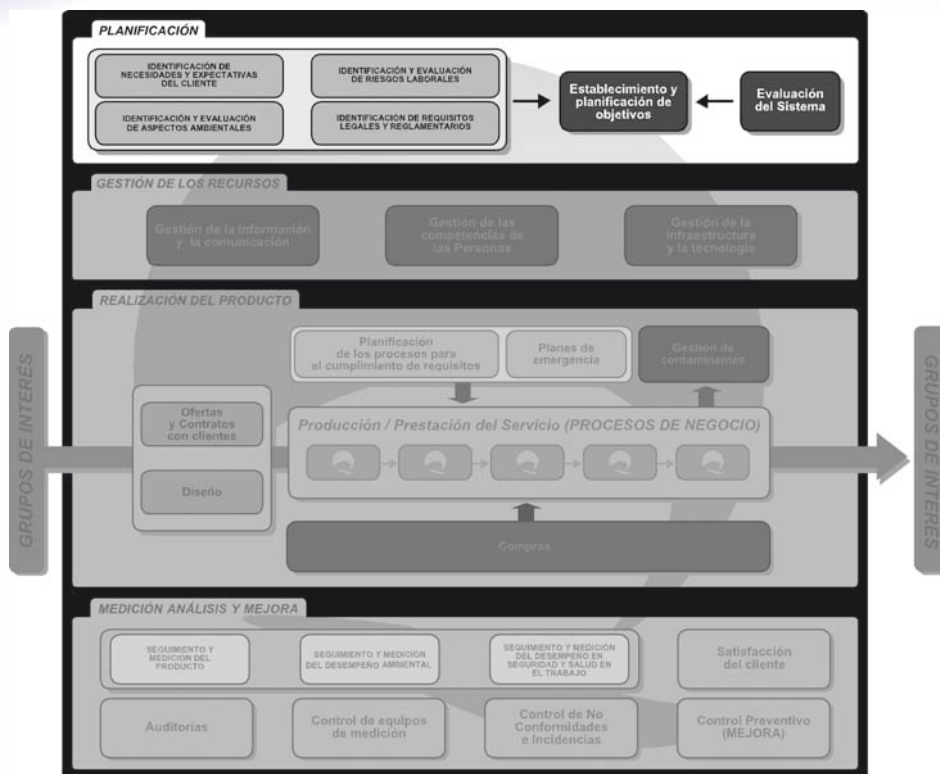 PLANIFICACIÓN
IDENTIFICACIÓN DE
NECESIDADES Y EXPECTATIVAS
DEL CLIENTE
IDENTIFICACIÓN Y EVALUACIÓN
DE RIESGOS LABORALES
IDENTIFICACIÓN Y EVALUACIÓN
DE ASPECTOS AMBIENTALES
IDENTIFICACIÓN DE REQUISITOS
LEGALES Y REGLAMENTARIOS
Establecimiento y
planificación de
objetivos
Evaluación
del Sistema
GESTIÓN DE LOS RECURSOS
Gestión de la información
y la comunicación
Gestión de las
competencias de
las Personas
Gestión de la
infraestructura
y la tecnología
REALIZACIÓN DEL PRODUCTO
GRUPOS DE INTERÉS
Planificación
de los procesos para
el cumplimiento de requisitos
Planes de
emergencia
Gestión de
contaminantes
Ofertas
y Contratos
con clientes
Diseño
Producción / Prestación del Servicio (PROCESOS DE NEGOCIO)
Compras
GRUPOS DE INTERÉS
MEDICIÓN ANÁLISIS Y MEJORA
SEGUIMIENTO Y
MEDICIÓN DEL
PRODUCTO
SEGUIMIENTO Y MEDICIÓN
DEL DESEMPEÑO AMBIENTAL
SEGUIMIENTO Y MEDICIÓN
DEL DESEMPEÑO EN
SEGURIDAD Y SALUD EN
EL TRABAJO
Satisfacción
del cliente
Auditorías
Control de equipos
de medición
Control de No
Conformidades
e Incidencias
Control Preventivo
(MEJORA)